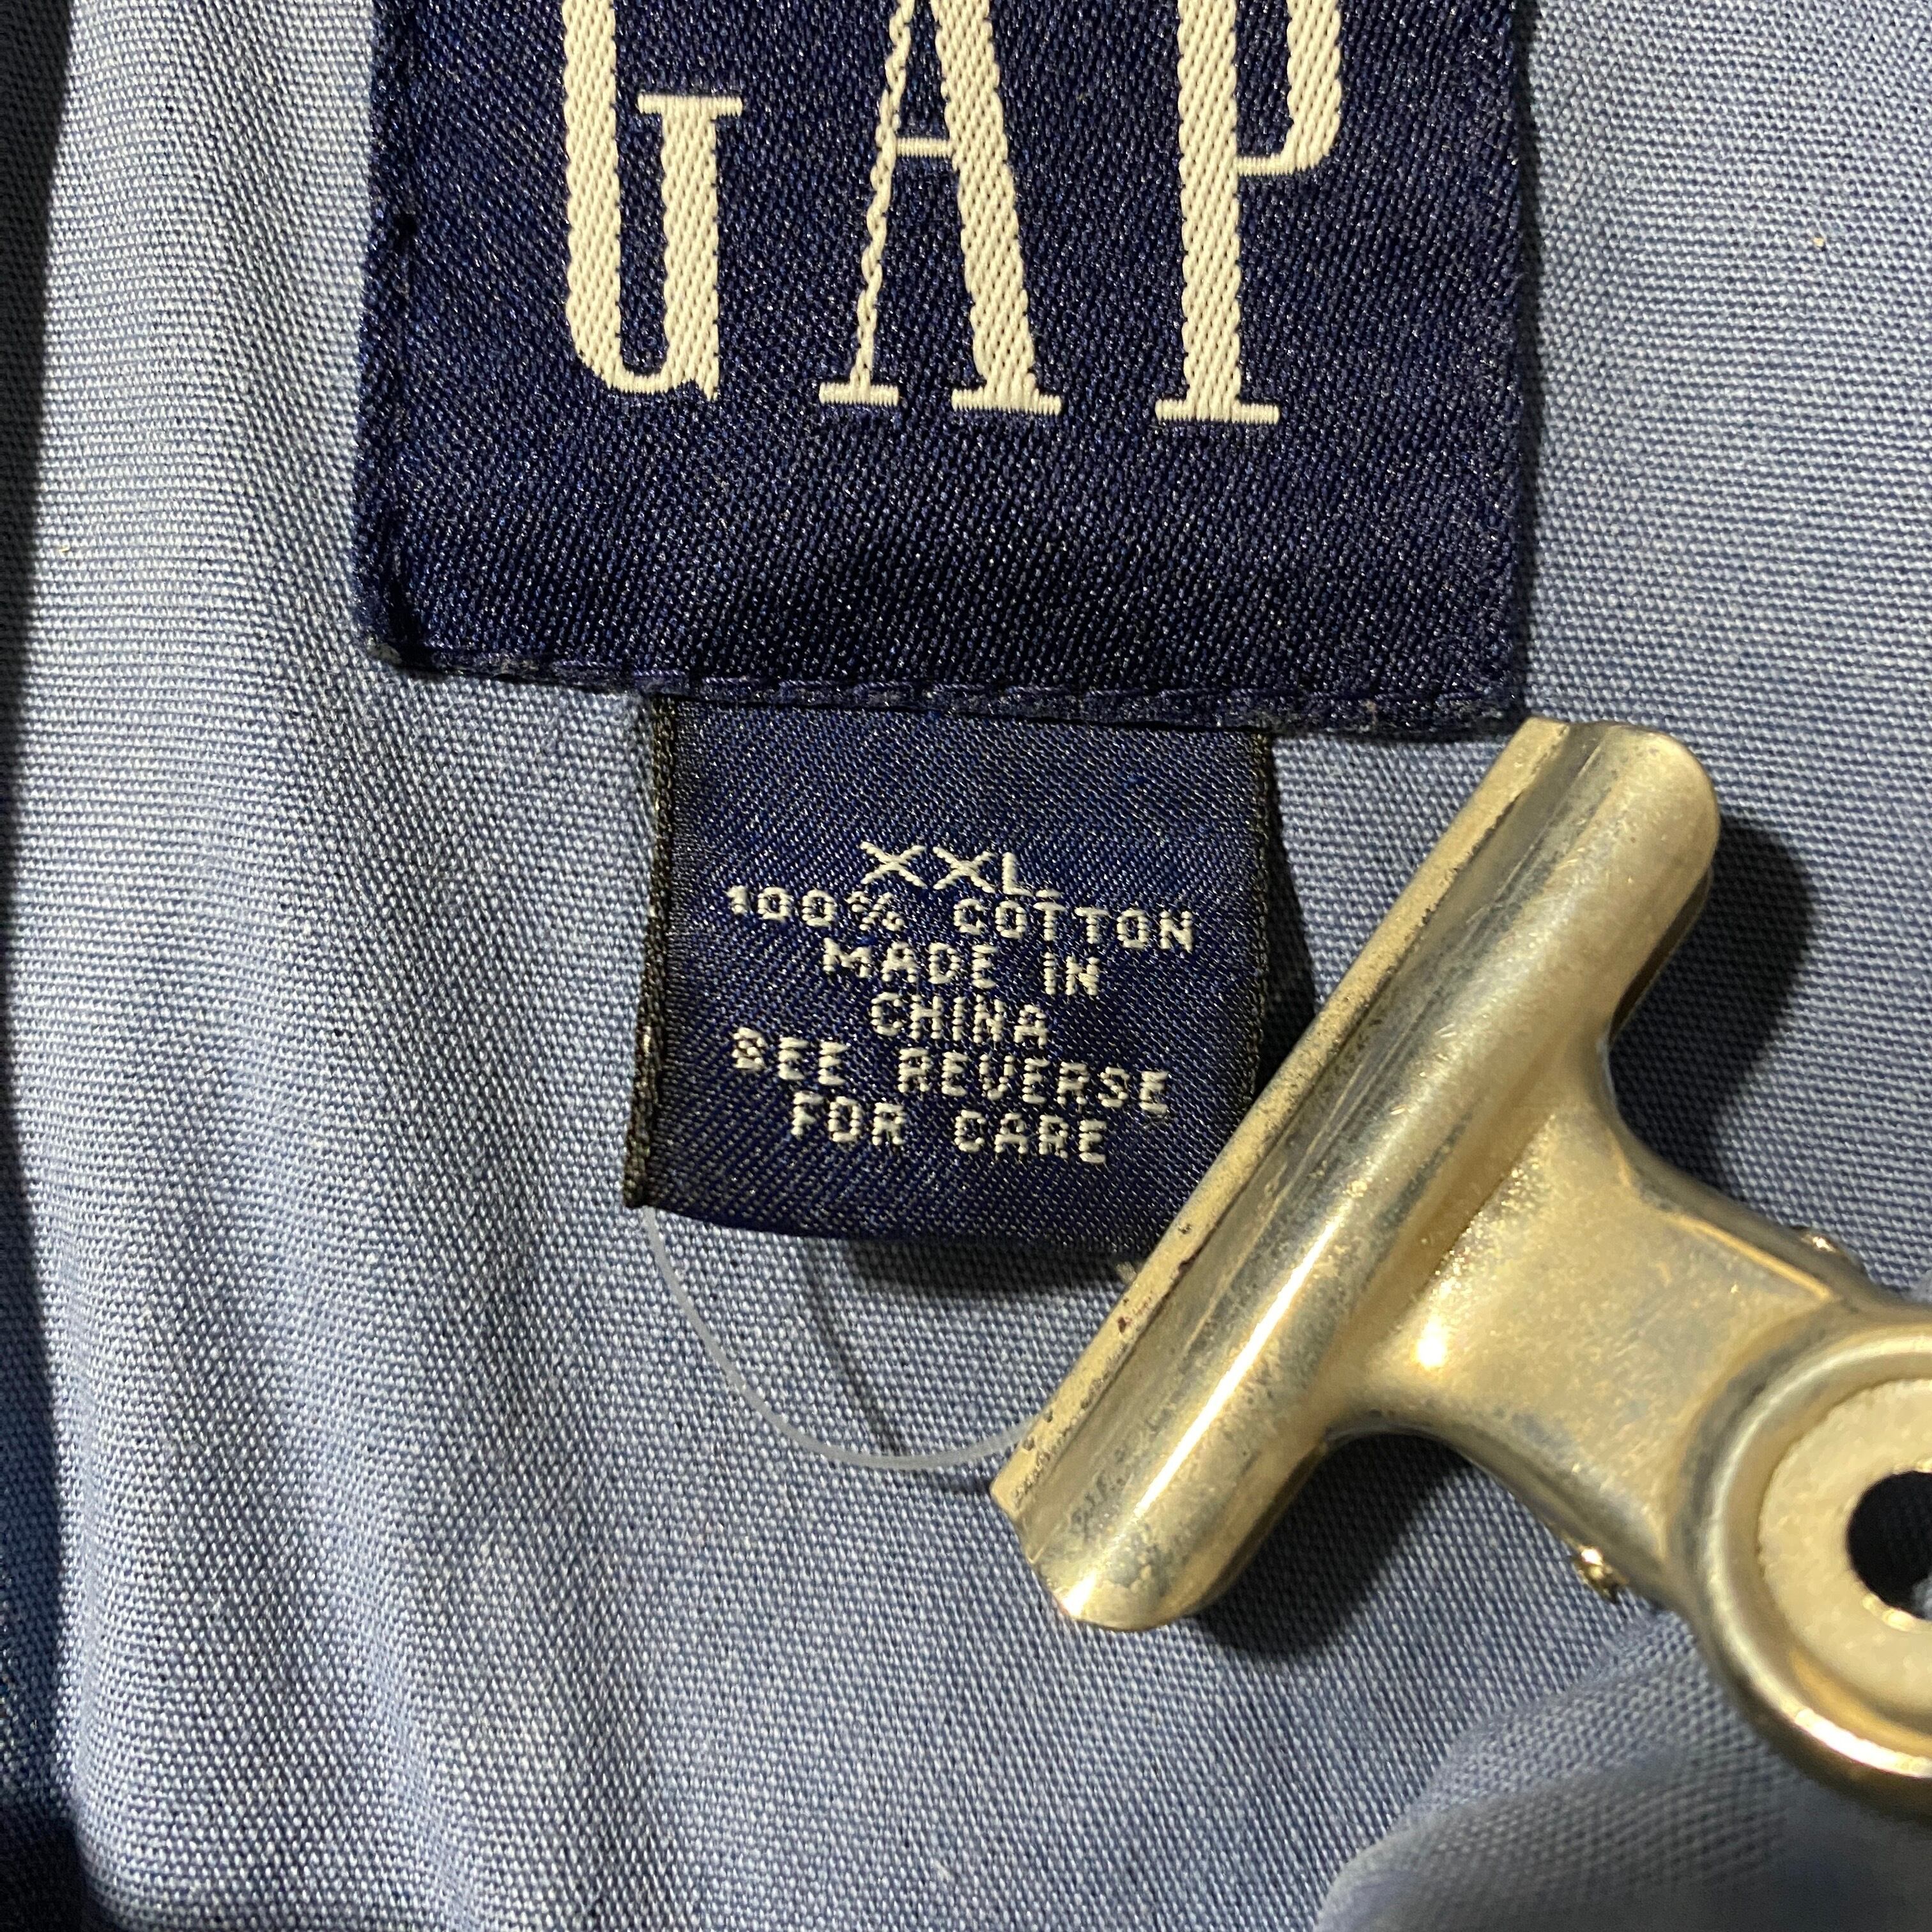 GAP
XXL
100% COTTON
MADE IN
CHINA
SEE REVERSE
FOR CARE